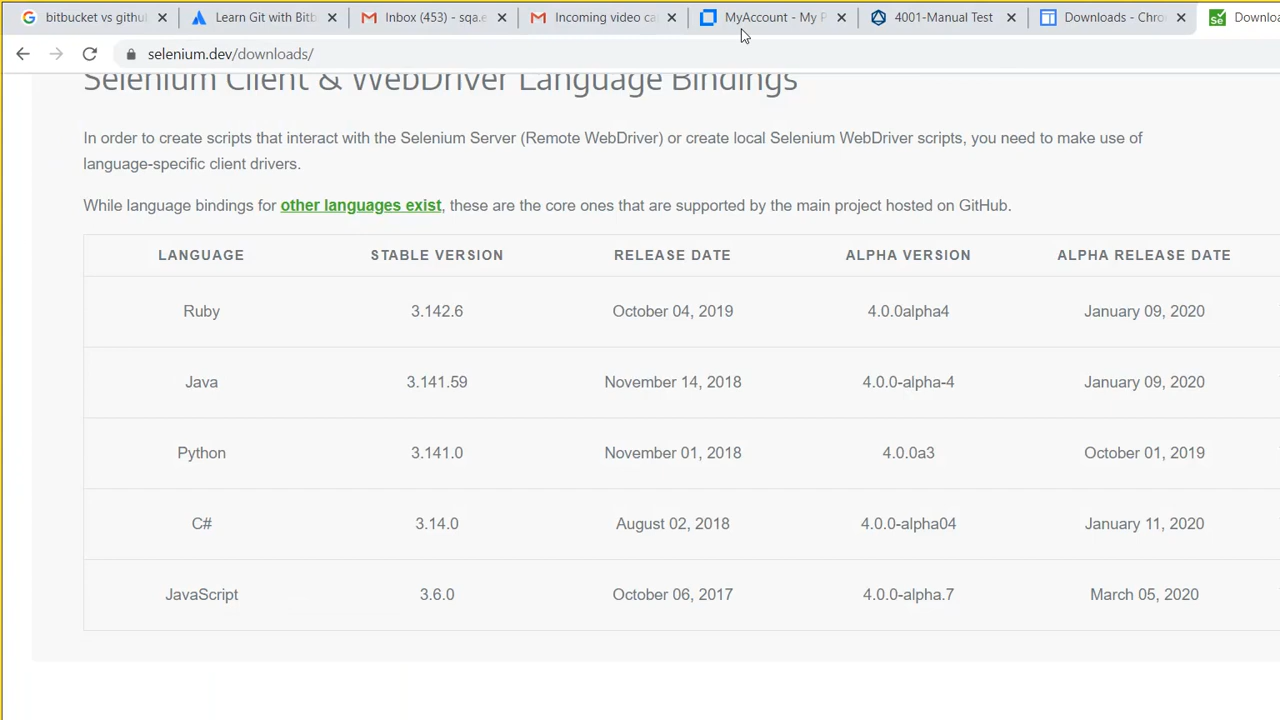 bitbucket vs githu
Learn Git with Bitb
Inbox (453) - sqa.e
Incoming video ca
MyAccount - My P
4001-Manual Test
Downloads - Chro
Downloa
selenium.dev/downloads/
Selenium Client & WebDriver Language Bindings
In order to create scripts that interact with the Selenium Server (Remote WebDriver) or create local Selenium WebDriver scripts, you need to make use of
language-specific client drivers.
While language bindings for other languages exist, these are the core ones that are supported by the main project hosted on GitHub.
LANGUAGE STABLE VERSION RELEASE DATE ALPHA VERSION ALPHA RELEASE DATE
Ruby 3.142.6 October 04, 2019 4.0.0alpha4 January 09, 2020
Java 3.141.59 November 14, 2018 4.0.0-alpha-4 January 09, 2020
Python 3.141.0 November 01, 2018 4.0.0a3 October 01, 2019
C# 3.14.0 August 02, 2018 4.0.0-alpha04 January 11, 2020
JavaScript 3.6.0 October 06, 2017 4.0.0-alpha.7 March 05, 2020